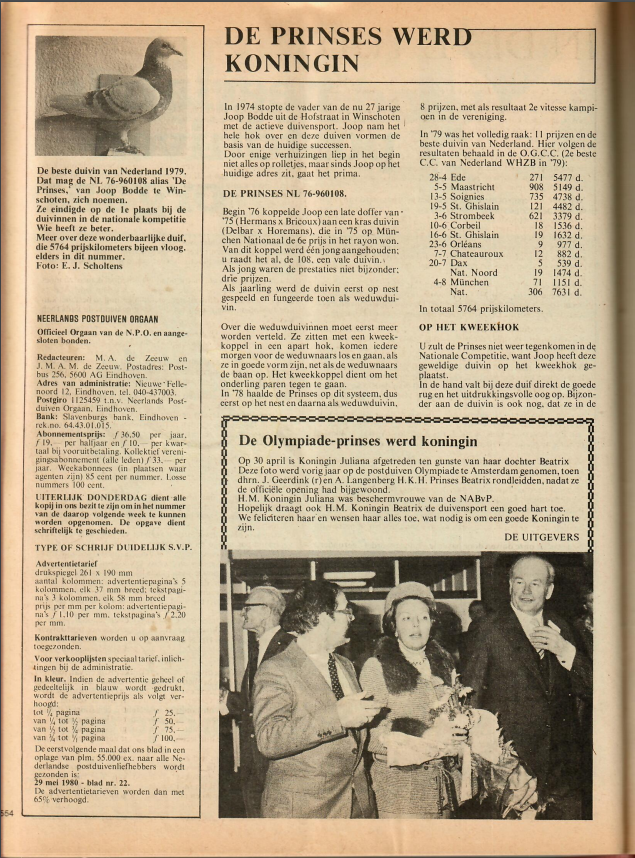 DE PRINSES WERD
KONINGIN
De beste duivin van Nederland 1979.
Dat mag de NL 76-960108 alias 'De
Prinses,' van Joop Bodde te Win-
schoten, zich noemen.
Ze eindigde op de 1e plaats bij de
duivinnen in de nationale kompetitie
Wie heeft ze beter.
Meer over deze wonderbaarlijke duif,
die 5764 prijskilometers bijeen vloog.
elders in dit nummer.
Foto: E. J. Scholtens
NEERLANDS POSTDUIVEN ORGAAN
Officieel Orgaan van de N.P.O. en aange-
sloten bonden.
Redacteuren: M. A. de Zeeuw en
J. M. A. M. de Zeeuw. Postadres: Post-
bus 256, 5600 AG Eindhoven.
Adres van administratie: Nieuwe Felle-
noord 12, Eindhoven, tel. 040-437003.
Postgiro 1125459 t.n.v. Neerlands Post-
duiven Orgaan, Eindhoven.
Bank: Slavenburgs bank, Eindhoven -
rek.no. 64.43.01.015.
Abonnementsprijs: ƒ 36,50 per jaar,
ƒ 19,— per halfjaar en ƒ 10,— per kwar-
taal bij vooruitbetaling. Kollektief vereni-
gingsabonnement (alle leden) ƒ 33,— per
jaar. Weekabonnees (in plaatsen waar
agenten zijn) 85 cent per nummer. Losse
nummers 100 cent.
UITERLIJK DONDERDAG dient alle
kopij in ons bezit te zijn om in het nummer
van de daarop volgende week te kunnen
worden opgenomen. De opgave dient
schriftelijk te geschieden.
TYPE OF SCHRIJF DUIDELIJK S.V.P.
Advertentietarief
drukspiegel 261 x 190 mm
aantal kolommen: advertentiepagina's 5
kolommen, elk 37 mm breed; tekstpagi-
na's 3 kolommen, elk 58 mm breed
prijs per mm per kolom: advertentiepagi-
na's ƒ 1,10 per mm, tekstpagina's ƒ 2,20
per mm.
Kontrakttarieven worden u op aanvraag
toegezonden.
Voor verkooplijsten speciaal tarief, inlich-
tingen bij de administratie.
In kleur. Indien de advertentie geheel of
gedeeltelijk in blauw wordt gedrukt,
wordt de advertentieprijs als volgt ver-
hoogd:
tot ¼ pagina ƒ 25,—
van ¼ tot ½ pagina ƒ 50,—
van ½ tot ¾ pagina ƒ 75,—
van ¾ tot ¹/₁ pagina ƒ 100,—
De eerstvolgende maal dat ons blad in een
oplage van plm. 55.000 ex. naar alle Ne-
derlandse postduivenliefhebbers wordt
gezonden is:
29 mei 1980 - blad nr. 22.
De advertentietarieven worden dan met
65% verhoogd.
554
In 1974 stopte de vader van de nu 27 jarige
Joop Bodde uit de Hofstraat in Winschoten
met de actieve duivensport. Joop nam het
hele hok over en deze duiven vormen de
basis van de huidige successen.
Door enige verhuizingen liep in het begin
niet alles op rolletjes, maar sinds Joop op het
huidige adres zit, gaat het prima.
DE PRINSES NL 76-960108.
Begin '76 koppelde Joop een late doffer van
'75 (Hermans x Bricoux) aan een kras duivin
(Delbar x Horemans), die in '75 op Mün-
chen Nationaal de 6e prijs in het rayon won.
Van dit koppel werd één jong aangehouden;
u raadt het al, de 108, een vale duivin.
Als jong waren de prestaties niet bijzonder;
drie prijzen.
Als jaarling werd de duivin eerst op nest
gespeeld en fungeerde toen als weduwdui-
vin.
Over die weduwduivinnen moet eerst meer
worden verteld. Ze zitten met een kweek-
koppel in een apart hok, komen iedere
morgen voor de weduwnaars los en gaan, als
ze in goede vorm zijn, net als de weduwnaars
de baan op. Het kweekkoppel dient om het
onderling paren tegen te gaan.
In '78 haalde de Prinses op dit systeem, dus
eerst op het nest en daarna als weduwduivin,
8 prijzen, met als resultaat 2e vitesse kampi-
oen in de vereniging.
In '79 was het volledig raak: 11 prijzen en de
beste duivin van Nederland. Hier volgen de
resultaten behaald in de O.G.C.C. (2e beste
C.C. van Nederland WHZB in '79):
28-4 Ede 271 5477 d.
5-5 Maastricht 908 5149 d.
13-5 Soignies 735 4738 d.
19-5 St. Ghislain 121 4482 d.
3-6 Strombeek 621 3379 d.
10-6 Corbeil 18 1536 d.
16-6 St. Ghislain 19 1632 d.
23-6 Orléans 9 977 d.
7-7 Chateauroux 12 882 d.
20-7 Dax 5 539 d.
Nat. Noord 19 1474 d.
4-8 München 71 1151 d.
Nat. 306 7631 d.
In totaal 5764 prijskilometers.
OP HET KWEEKHOK
U zult de Prinses niet weer tegenkomen in de
Nationale Competitie, want Joop heeft deze
geweldige duivin op het kweekhok ge-
plaatst.
In de hand valt bij deze duif direkt de goede
rug en het uitdrukkingsvolle oog op. Bijzon-
der aan de duivin is ook nog, dat ze in de
De Olympiade-prinses werd koningin
Op 30 april is Koningin Juliana afgetreden ten gunste van haar dochter Beatrix
Deze foto werd vorig jaar op de postduiven Olympiade te Amsterdam genomen, toen
dhrn. J. Geerdink (r) en A. Langenberg H.K.H. Prinses Beatrix rondleidden, nadat ze
de officiële opening had bijgewoond.
H.M. Koningin Juliana was beschermvrouwe van de NABvP.
Hopelijk draagt ook H.M. Koningin Beatrix de duivensport een goed hart toe.
We feliciteren haar en wensen haar alles toe, wat nodig is om een goede Koningin te
zijn.
DE UITGEVERS